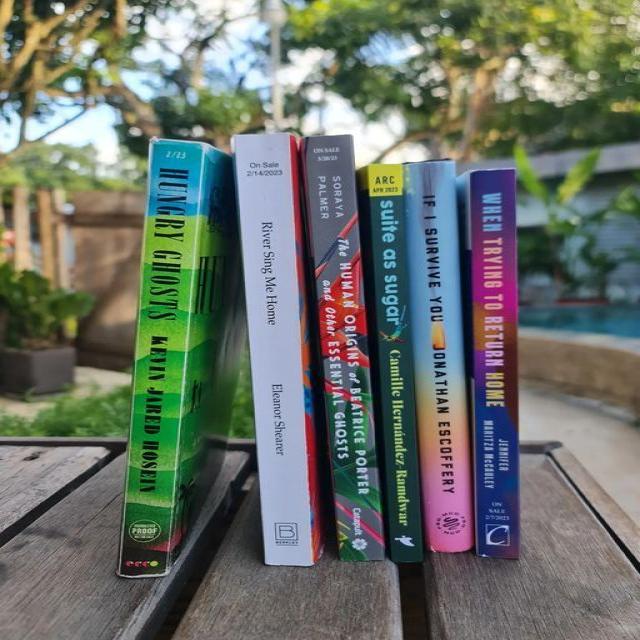 2/23
HUNGRY GHOSTS
KEVIN JARED HOSEIN
PROOF
ecco
On Sale
2/14/2023
River Sing Me Home
Eleanor Shearer
B
BERKLEY
ON SALE
SORAYA
PALMER
The HUMAN ORIGINS of BEATRICE PORTER
and Other ESSENTIAL GHOSTS
Catapult
ARC
APR 2023
suite as sugar
Camille Hernández-Ramdwar
IF I SURVIVE YOU
JONATHAN ESCOFFERY
WHEN TRYING TO RETURN HOME
JENNIFER
MARITZA McCAULEY
ON
SALE
2/7/2023
C